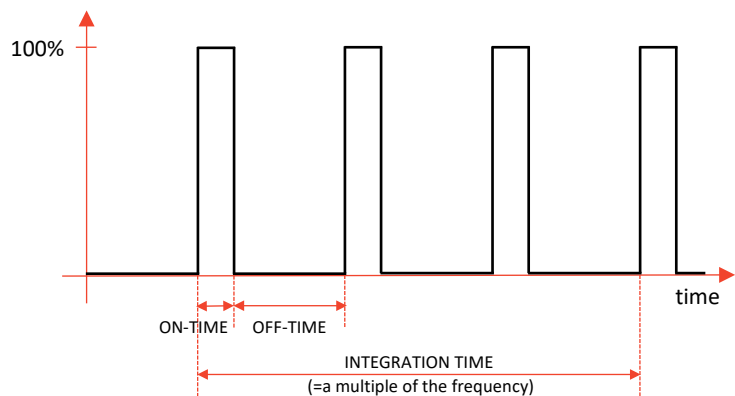 100%
time
ON-TIME
OFF-TIME
INTEGRATION TIME
(=a multiple of the frequency)